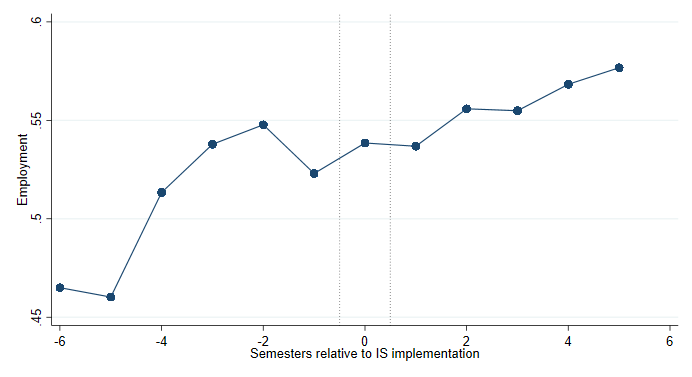 .6
.55
.5
.45
Employment
-6 -4 -2 0 2 4 6
Semesters relative to IS implementation